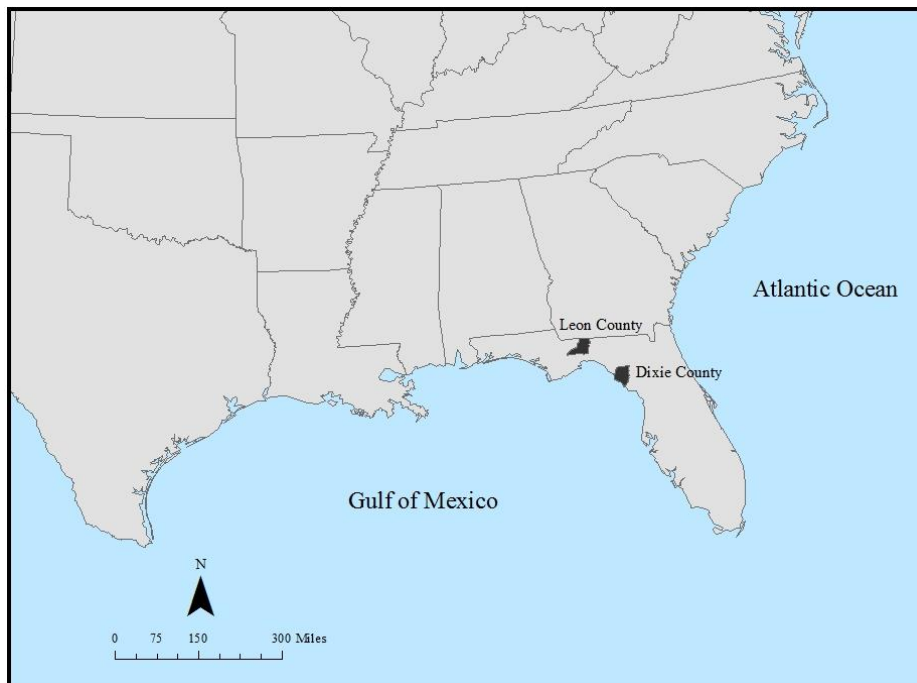 Atlantic Ocean
Leon County
Dixie County
Gulf of Mexico
N
0 75 150 300 Miles